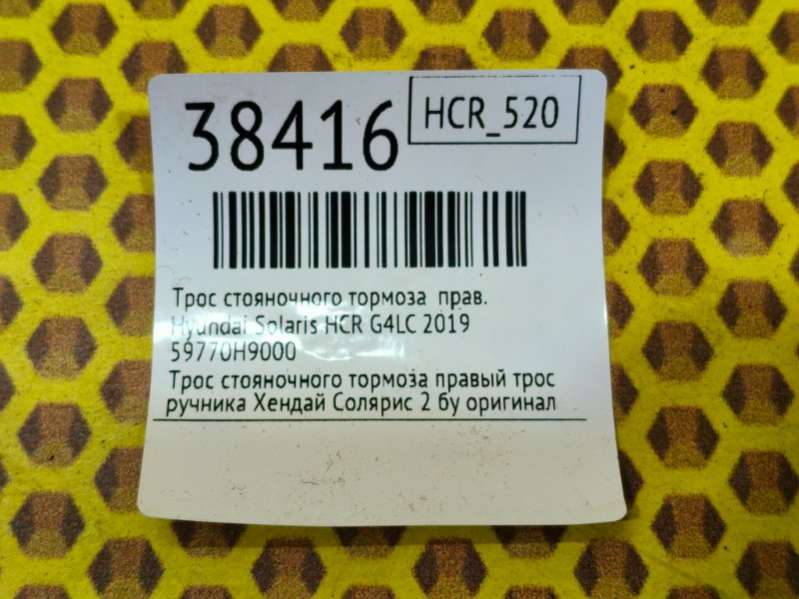 38416
HCR_520
Трос стояночного тормоза прав.
Hyundai Solaris HCR G4LC 2019
59770H9000
Трос стояночного тормоза правый трос
ручника Хендай Солярис 2 бу оригинал